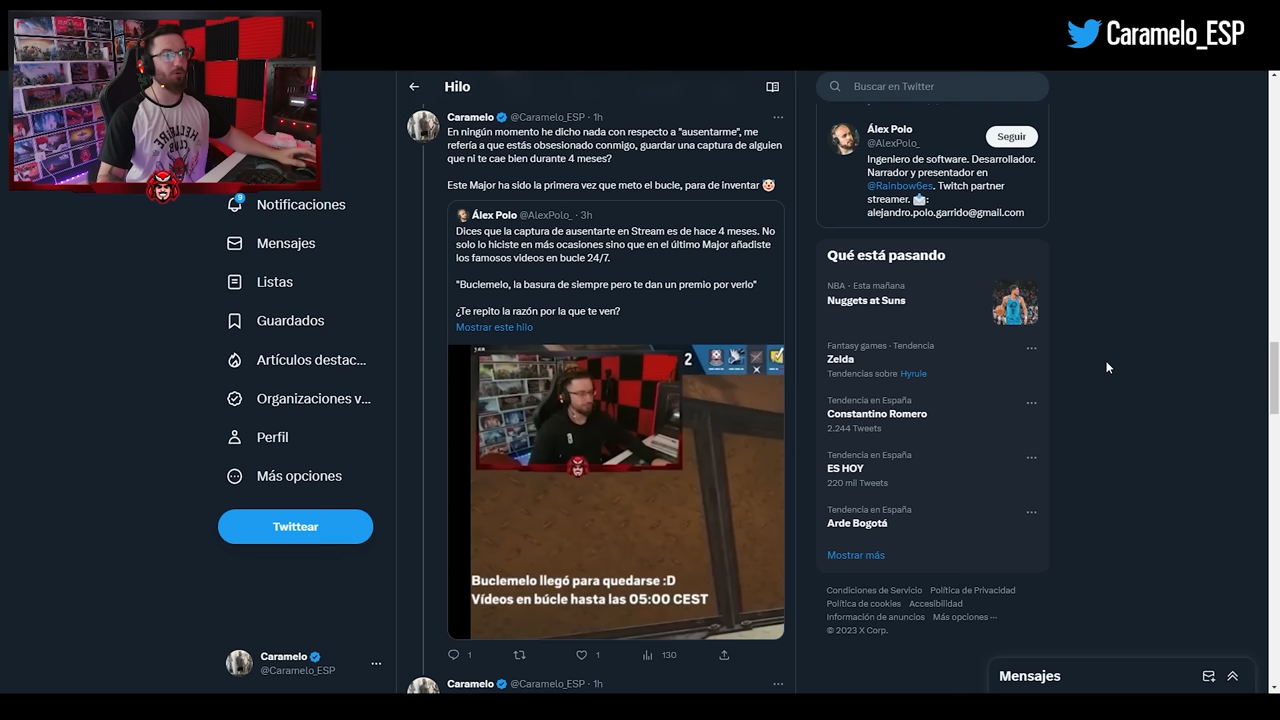 Caramelo_ESP
Hilo
Buscar en Twitter
Caramelo @Caramelo_ESP · 1h
En ningún momento he dicho nada con respecto a "ausentarme", me
refería a que estás obsesionado conmigo, guardar una captura de alguien
que ni te cae bien durante 4 meses?
Este Major ha sido la primera vez que meto el bucle, para de inventar 🤡
Álex Polo @AlexPolo_ · 3h
Dices que la captura de ausentarte en Stream es de hace 4 meses. No
solo lo hiciste en más ocasiones sino que en el último Major añadiste
los famosos videos en bucle 24/7.
"Buclemelo, la basura de siempre pero te dan un premio por verlo"
¿Te repito la razón por la que te ven?
Mostrar este hilo
2
Buclemelo llegó para quedarse :D
Vídeos en búcle hasta las 05:00 CEST
1
1
130
Caramelo @Caramelo_ESP · 1h
9
Notificaciones
Mensajes
Listas
Guardados
Artículos destac...
Organizaciones v...
Perfil
Más opciones
Twittear
Caramelo
@Caramelo_ESP
Álex Polo
@AlexPolo_
Seguir
Ingeniero de software. Desarrollador.
Narrador y presentador en
@Rainbow6es. Twitch partner
streamer. 📩:
alejandro.polo.garrido@gmail.com
Qué está pasando
NBA · Esta mañana
Nuggets at Suns
Fantasy games · Tendencia
Zelda
Tendencias sobre Hyrule
Tendencia en España
Constantino Romero
2.244 Tweets
Tendencia en España
ES HOY
220 mil Tweets
Tendencia en España
Arde Bogotá
Mostrar más
Condiciones de Servicio Política de Privacidad
Política de cookies Accesibilidad
Información de anuncios Más opciones ···
© 2023 X Corp.
Mensajes